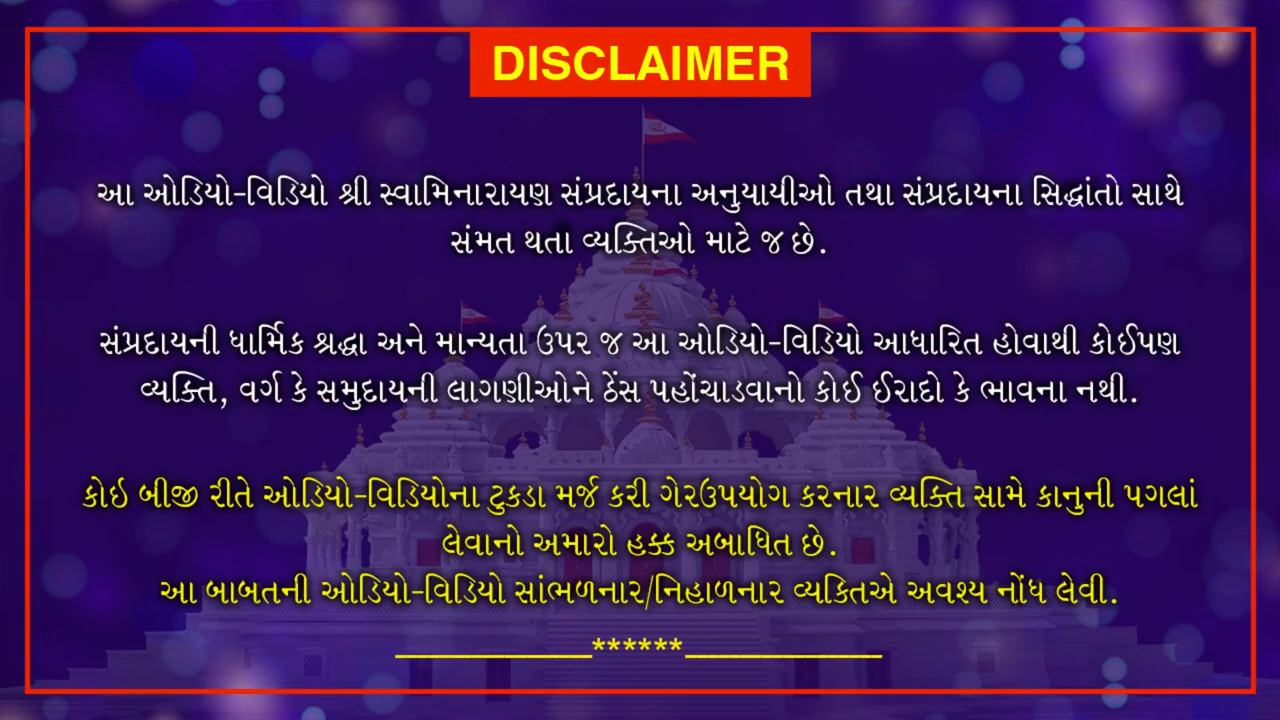 DISCLAIMER
આ ઓડિયો-વિડિયો શ્રી સ્વામિનારાયણ સંપ્રદાયના અનુયાયીઓ તથા સંપ્રદાયના સિદ્ધાંતો સાથે
સંમત થતા વ્યક્તિઓ માટે જ છે.
સંપ્રદાયની ધાર્મિક શ્રદ્ધા અને માન્યતા ઉપર જ આ ઓડિયો-વિડિયો આધારિત હોવાથી કોઈપણ
વ્યક્તિ, વર્ગ કે સમુદાયની લાગણીઓને ઠેંસ પહોંચાડવાનો કોઈ ઈરાદો કે ભાવના નથી.
કોઇ બીજી રીતે ઓડિયો-વિડિયોના ટુકડા મર્જ કરી ગેરઉપયોગ કરનાર વ્યક્તિ સામે કાનુની પગલાં
લેવાનો અમારો હક્ક અબાધિત છે.
આ બાબતની ઓડિયો-વિડિયો સાંભળનાર/નિહાળનાર વ્યકિતએ અવશ્ય નોંધ લેવી.
______________******______________